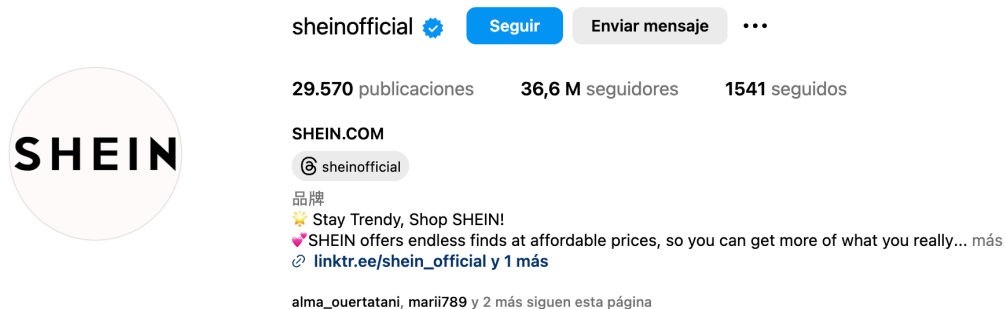 sheinofficial Seguir Enviar mensaje
29.570 publicaciones 36,6 M seguidores 1541 seguidos
SHEIN
SHEIN.COM
sheinofficial
品牌
🌟 Stay Trendy, Shop SHEIN!
💕SHEIN offers endless finds at affordable prices, so you can get more of what you really... más
linktr.ee/shein_official y 1 más
alma_ouertatani, marii789 y 2 más siguen esta página